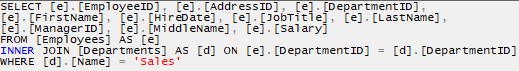 SELECT [e].[EmployeeID], [e].[AddressID], [e].[DepartmentID],
[e].[FirstName], [e].[HireDate], [e].[JobTitle], [e].[LastName],
[e].[ManagerID], [e].[MiddleName], [e].[Salary]
FROM [Employees] AS [e]
INNER JOIN [Departments] AS [d] ON [e].[DepartmentID] = [d].[DepartmentID]
WHERE [d].[Name] = 'Sales'